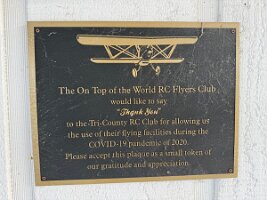 The On Top of the World RC Flyers Club
would like to say
"Thank You"
to the Tri-County RC Club for allowing us
the use of their flying facilities during the
COVID-19 pandemic of 2020.
Please accept this plaque as a small token of
our gratitude and appreciation.